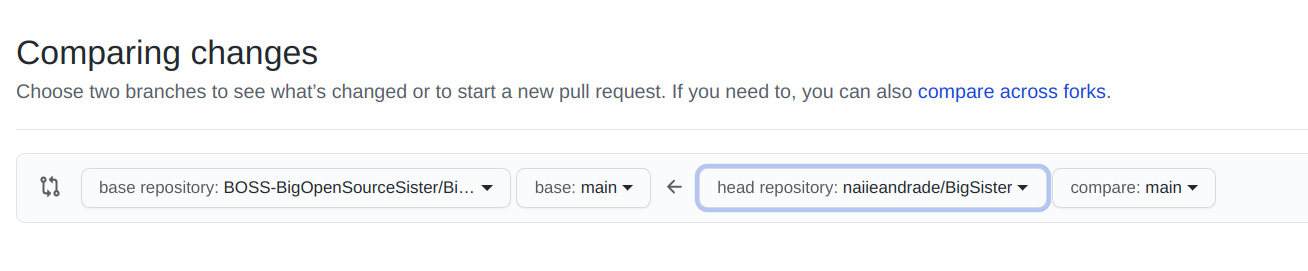 Comparing changes
Choose two branches to see what’s changed or to start a new pull request. If you need to, you can also compare across forks.
base repository: BOSS-BigOpenSourceSister/Bi... base: main head repository: naiieandrade/BigSister compare: main